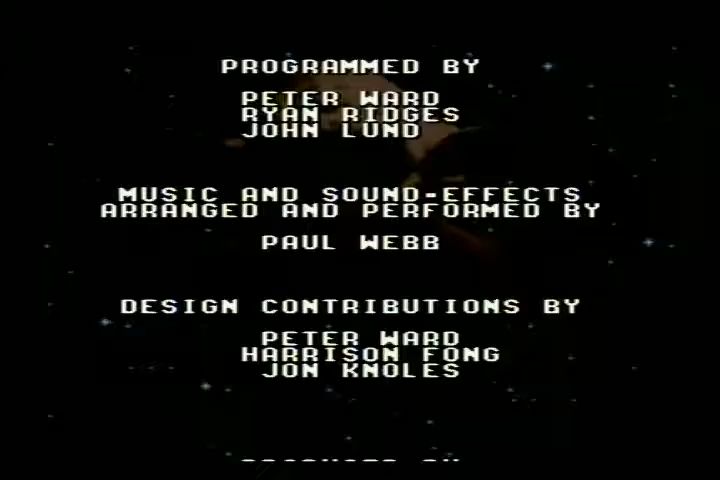 PROGRAMMED BY
PETER WARD
RYAN RIDGES
JOHN LUND
MUSIC AND SOUND-EFFECTS
ARRANGED AND PERFORMED BY
PAUL WEBB
DESIGN CONTRIBUTIONS BY
PETER WARD
HARRISON FONG
JON KNOLES